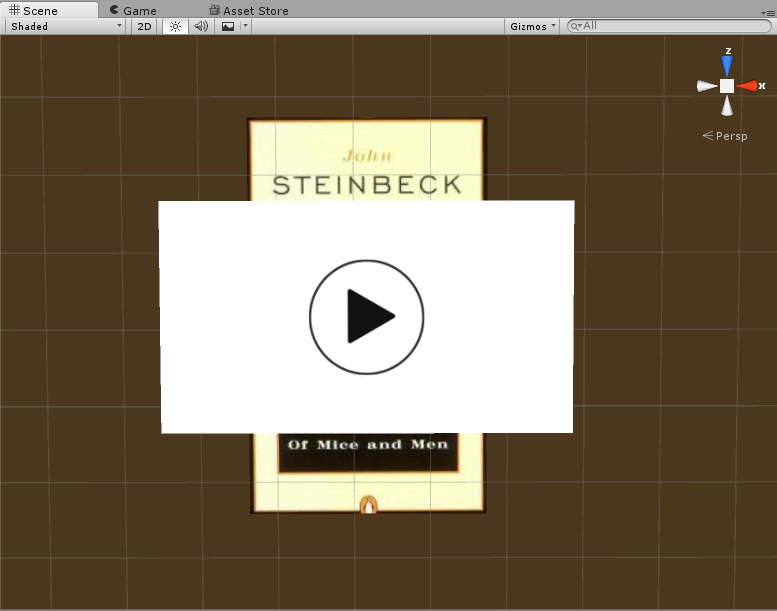 Scene Game Asset Store
Shaded 2D Gizmos All
z
x
Persp
John
STEINBECK
Of Mice and Men